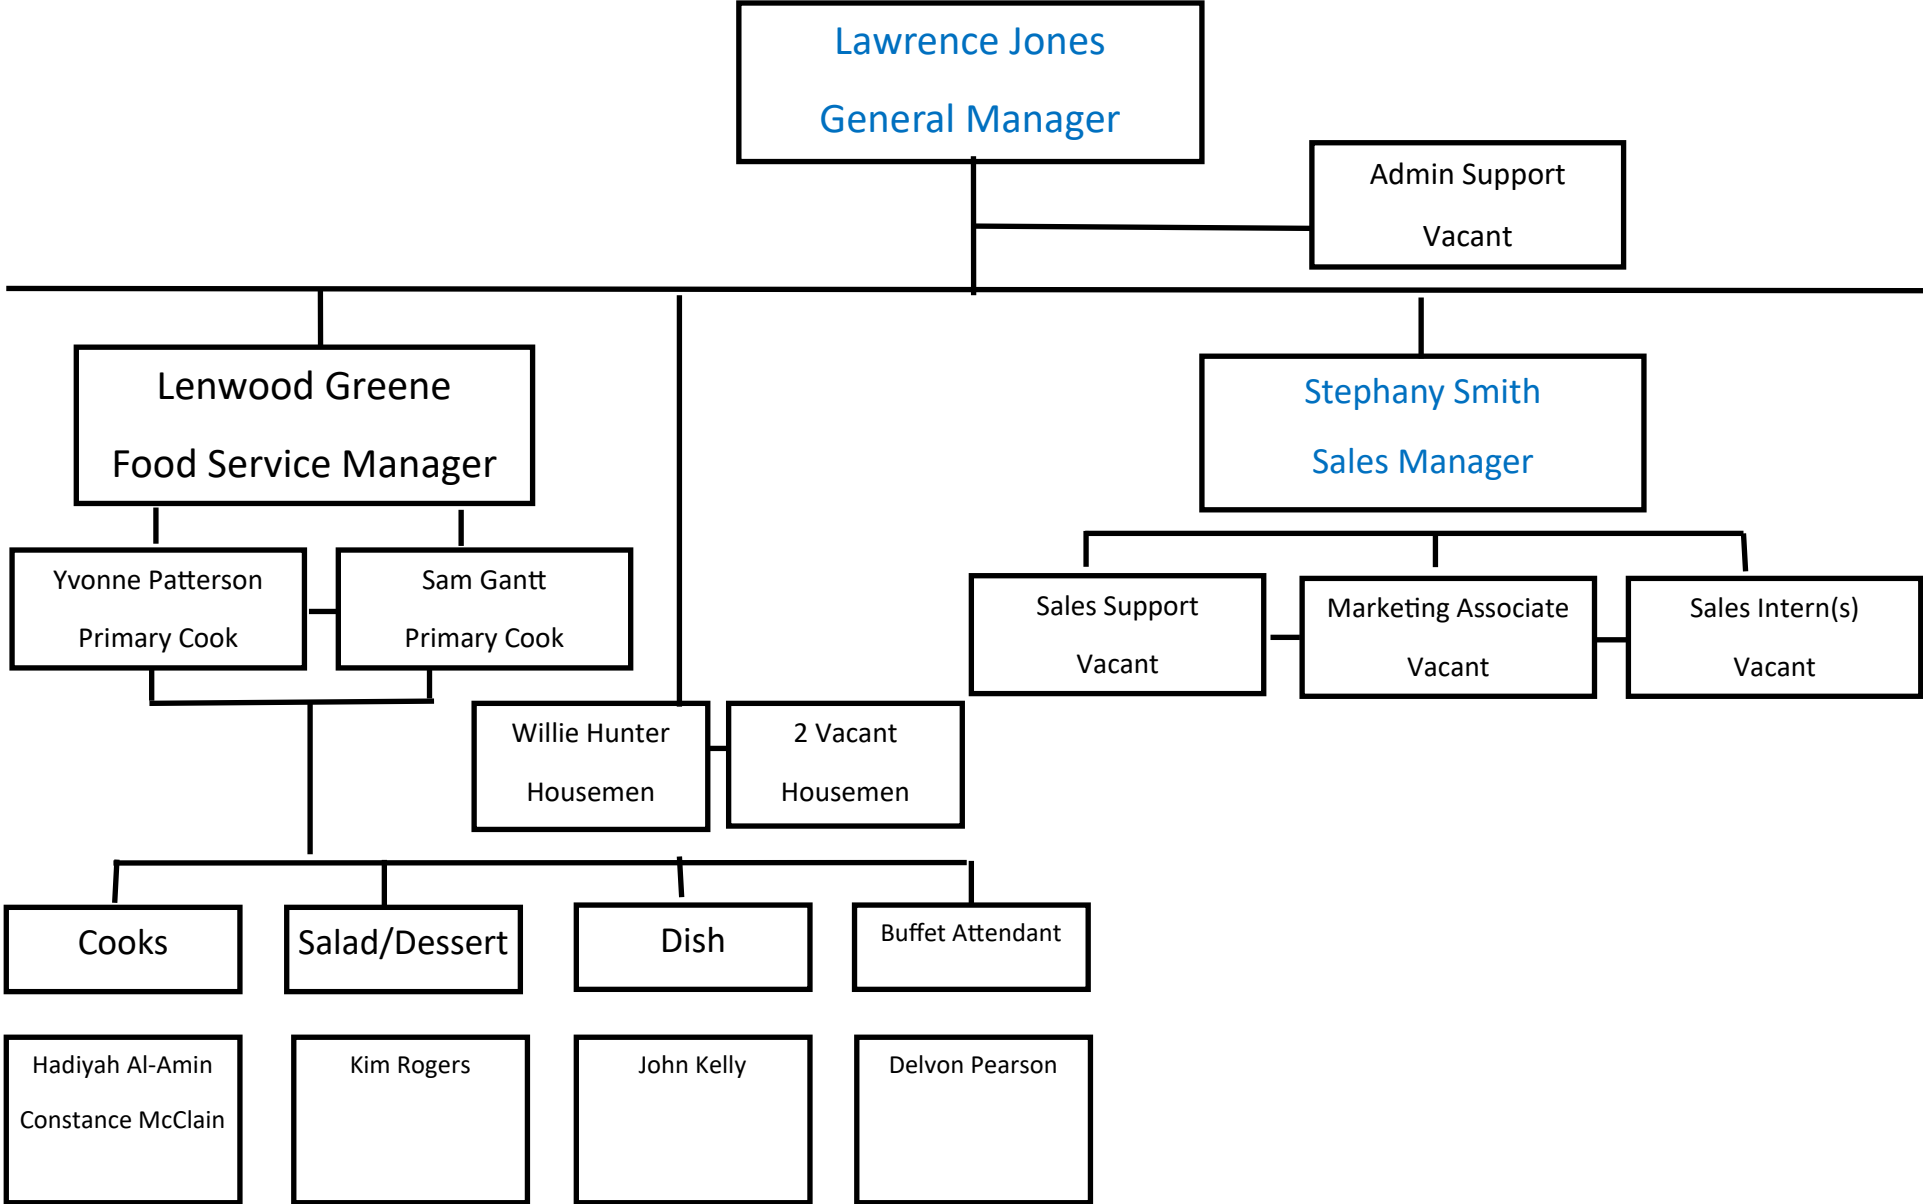 Lawrence Jones
General Manager
Admin Support
Vacant
Lenwood Greene
Food Service Manager
Stephany Smith
Sales Manager
Yvonne Patterson
Primary Cook
Sam Gantt
Primary Cook
Sales Support
Vacant
Marketing Associate
Vacant
Sales Intern(s)
Vacant
Willie Hunter
Housemen
2 Vacant
Housemen
Cooks
Salad/Dessert
Dish
Buffet Attendant
Hadiyah Al-Amin
Constance McClain
Kim Rogers
John Kelly
Delvon Pearson